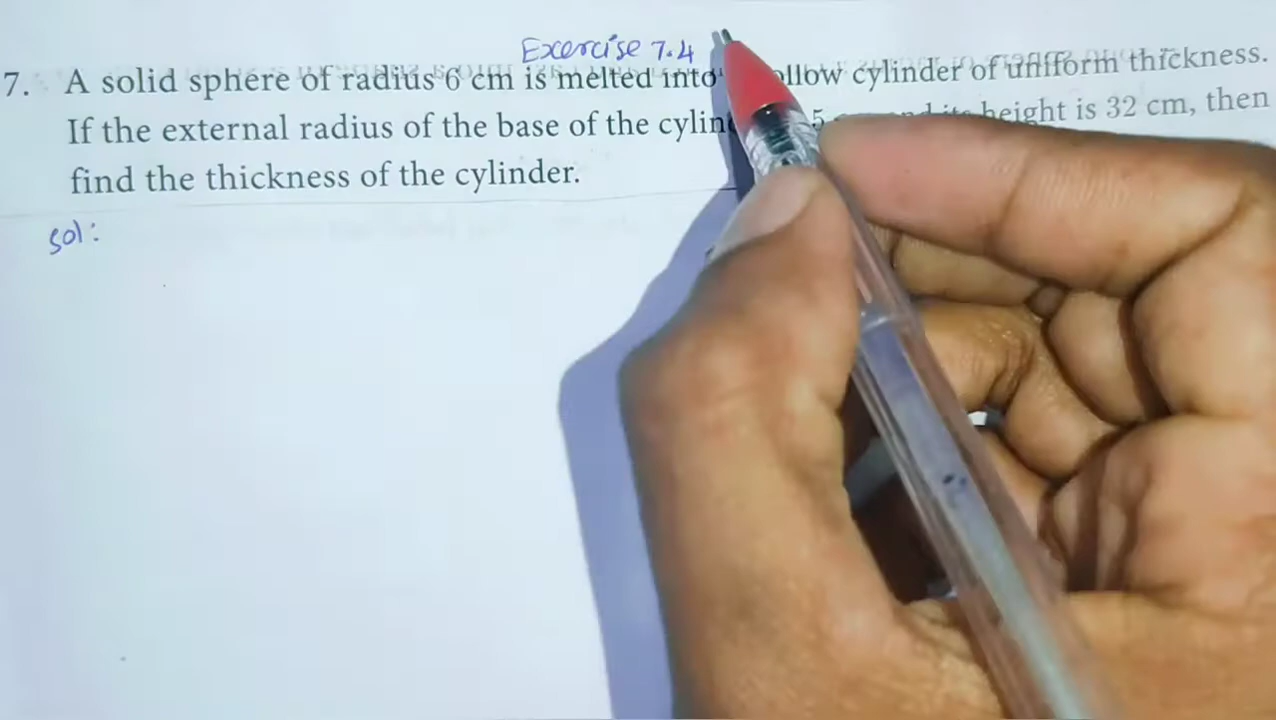 Exercise 7.4
7. A solid sphere of radius 6 cm is melted into ollow cylinder of uniform thickness.
If the external radius of the base of the cylin 5 height is 32 cm, then
find the thickness of the cylinder.
Sol: